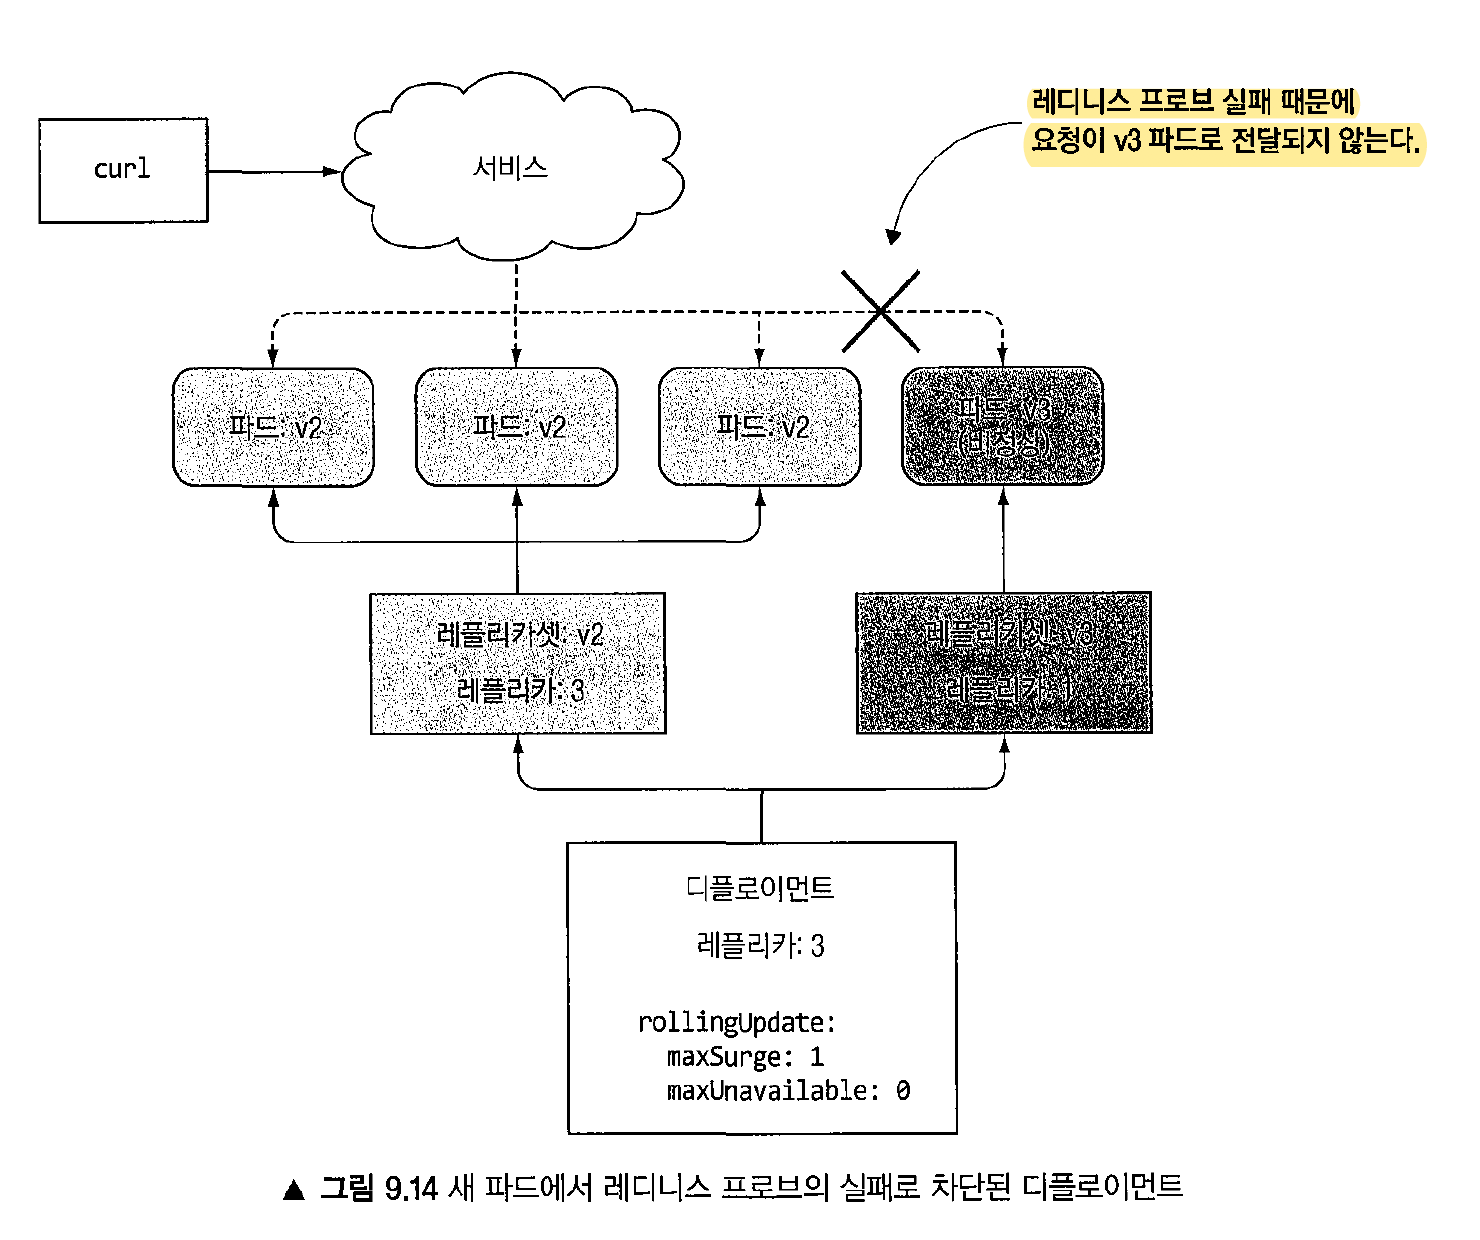 레디니스 프로브 실패 때문에
요청이 v3 파드로 전달되지 않는다.
curl
서비스
파드: v2
파드: v2
파드: v2
파드: v3
(비정상)
레플리카셋: v2
레플리카: 3
레플리카셋: v3
레플리카: 1
디플로이먼트
레플리카: 3
rollingUpdate:
maxSurge: 1
maxUnavailable: 0
▲ 그림 9.14 새 파드에서 레디니스 프로브의 실패로 차단된 디플로이먼트